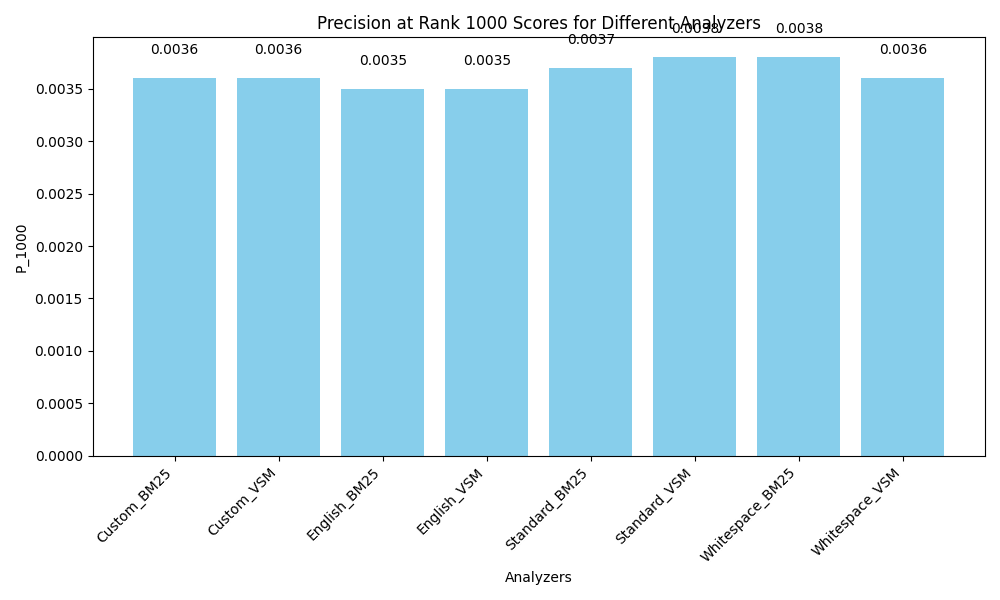 Precision at Rank 1000 Scores for Different Analyzers
0.0036
0.0036
0.0035
0.0035
0.0037
0.0038
0.0038
0.0036
P_1000
0.0035
0.0030
0.0025
0.0020
0.0015
0.0010
0.0005
0.0000
Custom_BM25
Custom_VSM
English_BM25
English_VSM
Standard_BM25
Standard_VSM
Whitespace_BM25
Whitespace_VSM
Analyzers